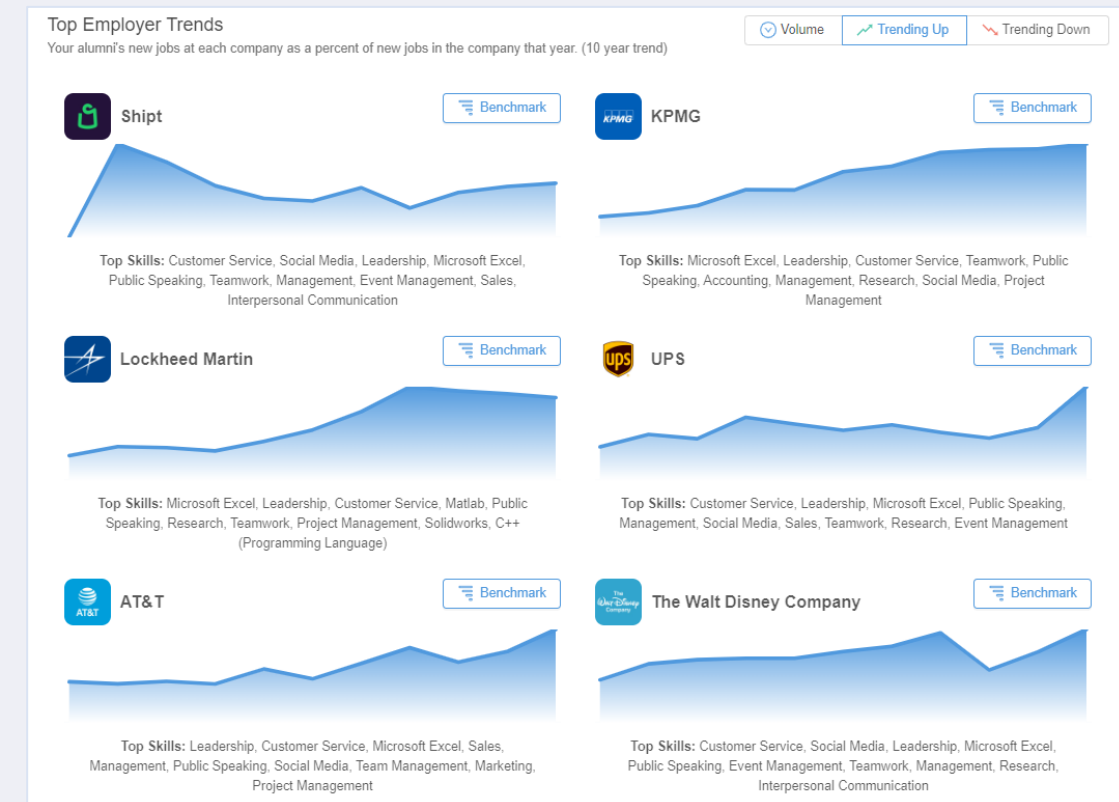 Top Employer Trends
Your alumni's new jobs at each company as a percent of new jobs in the company that year. (10 year trend)
Volume
Trending Up
Trending Down
Shipt
Benchmark
Top Skills: Customer Service, Social Media, Leadership, Microsoft Excel,
Public Speaking, Teamwork, Management, Event Management, Sales,
Interpersonal Communication
KPMG
KPMG
Benchmark
Top Skills: Microsoft Excel, Leadership, Customer Service, Teamwork, Public
Speaking, Accounting, Management, Research, Social Media, Project
Management
Lockheed Martin
Benchmark
Top Skills: Microsoft Excel, Leadership, Customer Service, Matlab, Public
Speaking, Research, Teamwork, Project Management, Solidworks, C++
(Programming Language)
ups
UPS
Benchmark
Top Skills: Customer Service, Leadership, Microsoft Excel, Public Speaking,
Management, Social Media, Sales, Teamwork, Research, Event Management
AT&T
AT&T
Benchmark
Top Skills: Leadership, Customer Service, Microsoft Excel, Sales,
Management, Public Speaking, Social Media, Team Management, Marketing,
Project Management
The
Walt Disney
Company
The Walt Disney Company
Benchmark
Top Skills: Customer Service, Social Media, Leadership, Microsoft Excel,
Public Speaking, Event Management, Teamwork, Management, Research,
Interpersonal Communication